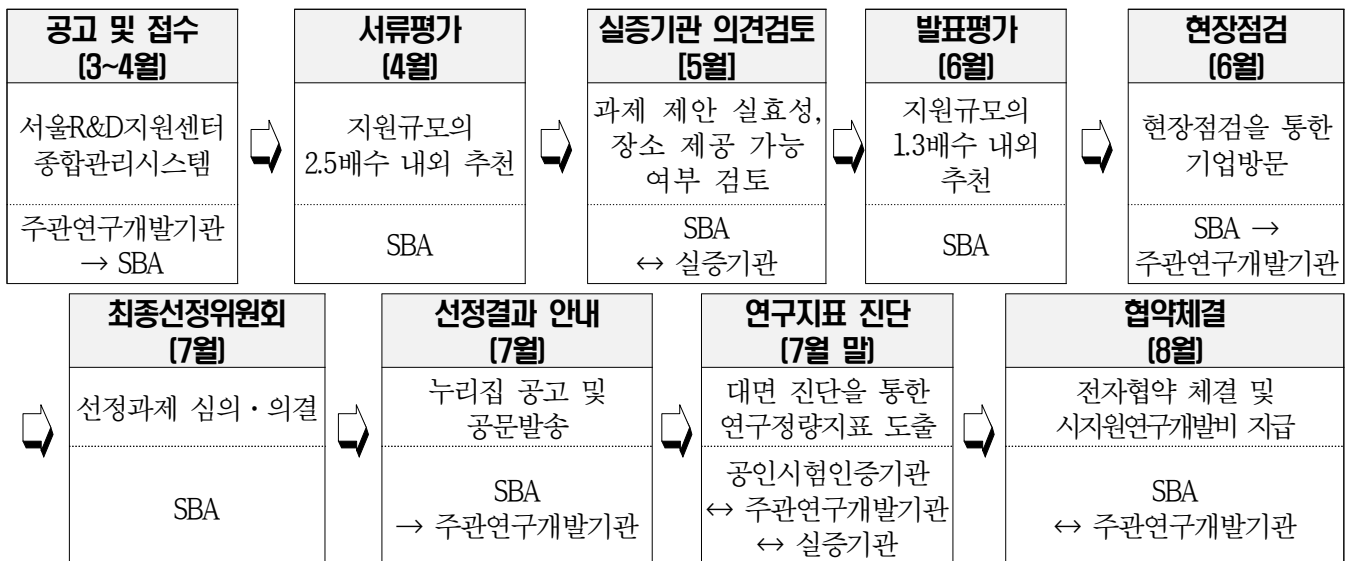 공고 및 접수
(3~4월)
서울R&D지원센터
종합관리시스템
주관연구개발기관
→ SBA
서류평가
(4월)
지원규모의
2.5배수 내외 추천
SBA
실증기관 의견검토
[5월]
과제 제안 실효성,
장소 제공 가능
여부 검토
SBA
↔ 실증기관
발표평가
(6월)
지원규모의
1.3배수 내외
추천
SBA
현장점검
(6월)
현장점검을 통한
기업방문
SBA →
주관연구개발기관
최종선정위원회
(7월)
선정과제 심의・의결
SBA
선정결과 안내
(7월)
누리집 공고 및
공문발송
SBA
→ 주관연구개발기관
연구지표 진단
(7월 말)
대면 진단을 통한
연구정량지표 도출
공인시험인증기관
↔ 주관연구개발기관
↔ 실증기관
협약체결
(8월)
전자협약 체결 및
시지원연구개발비 지급
SBA
↔ 주관연구개발기관